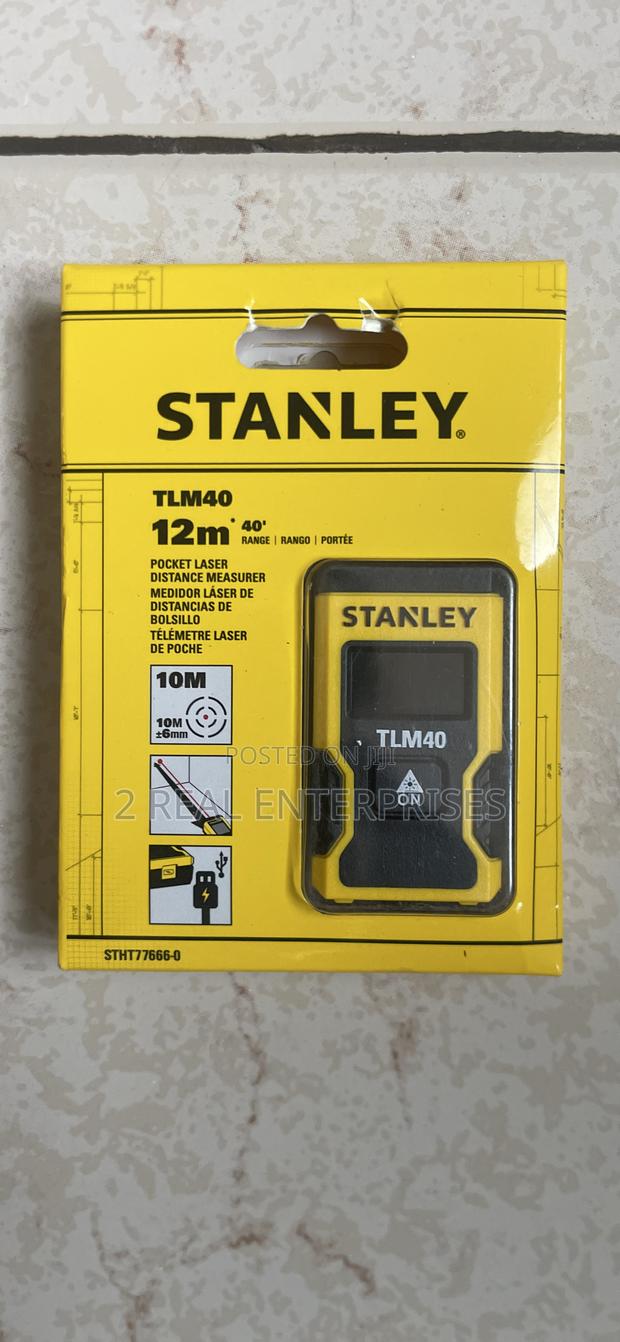 STANLEY®
TLM40
12m* 40'
RANGE | RANGO | PORTÉE
POCKET LASER
DISTANCE MEASURER
MEDIDOR LÁSER DE
DISTANCIAS DE
BOLSILLO
TÉLÉMETRE LASER
DE POCHE
10M
10M
±6mm
STANLEY
TLM40
ON
POSTED ON JIJI
2 REAL ENTERPRISES
STHT77666-0